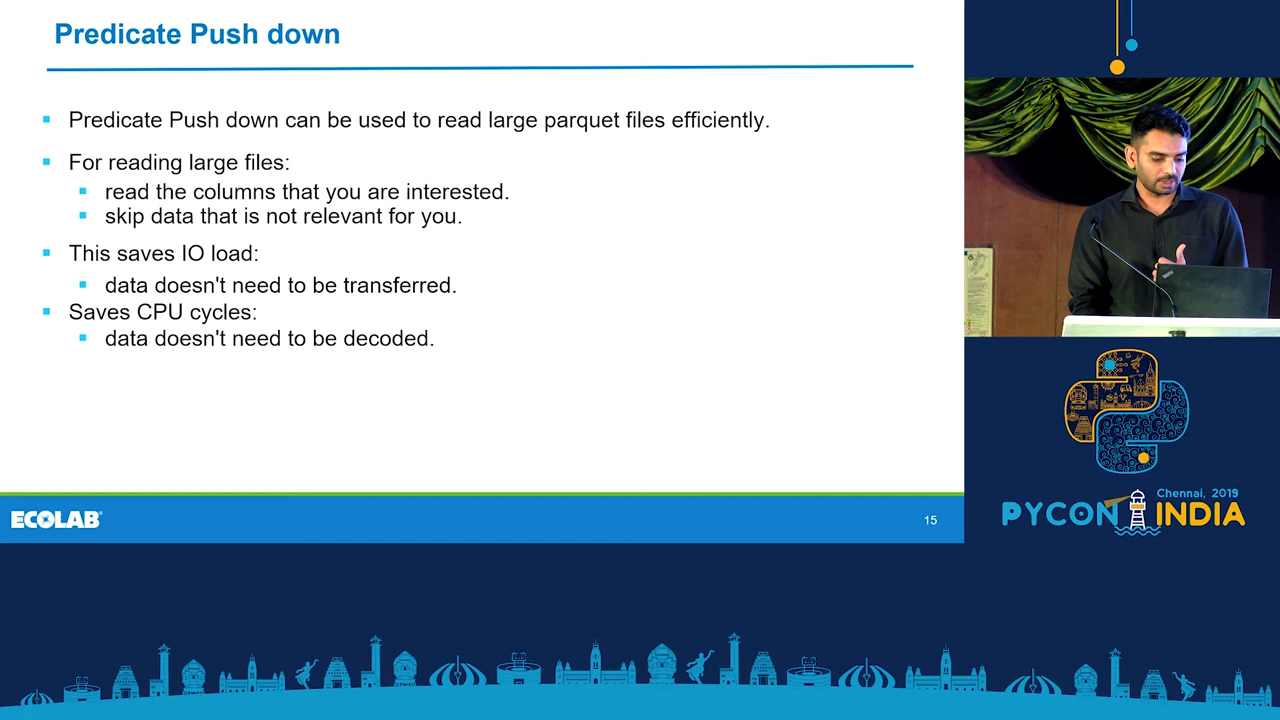 Predicate Push down
Predicate Push down can be used to read large parquet files efficiently.
For reading large files:
read the columns that you are interested.
skip data that is not relevant for you.
This saves IO load:
data doesn't need to be transferred.
Saves CPU cycles:
data doesn't need to be decoded.
ECOLAB®
15
Chennai, 2019
PYCON INDIA